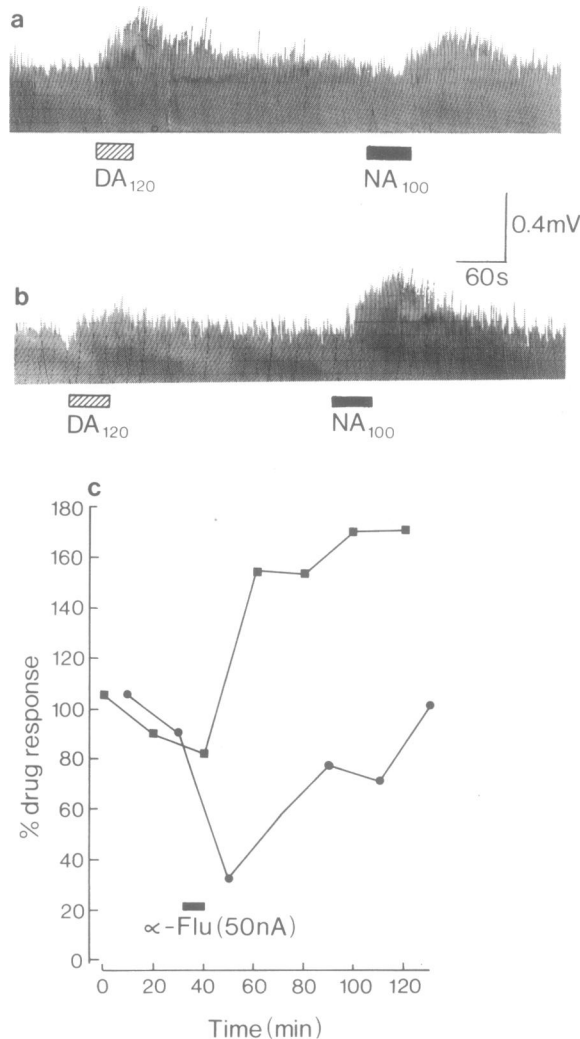 a
DA120
NA100
0.4mV
60s
b
DA120
NA100
c
180
160
140
120
100
80
60
40
20
0
% drug response
∝-Flu (50nA)
0 20 40 60 80 100 120
Time (min)